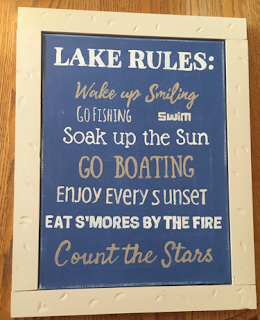 LAKE RULES:
Wake up Smiling
GO FISHING SWIM
Soak up the Sun
GO BOATING
ENJOY EVERY SUNSET
EAT S'MORES BY THE FIRE
Count the Stars